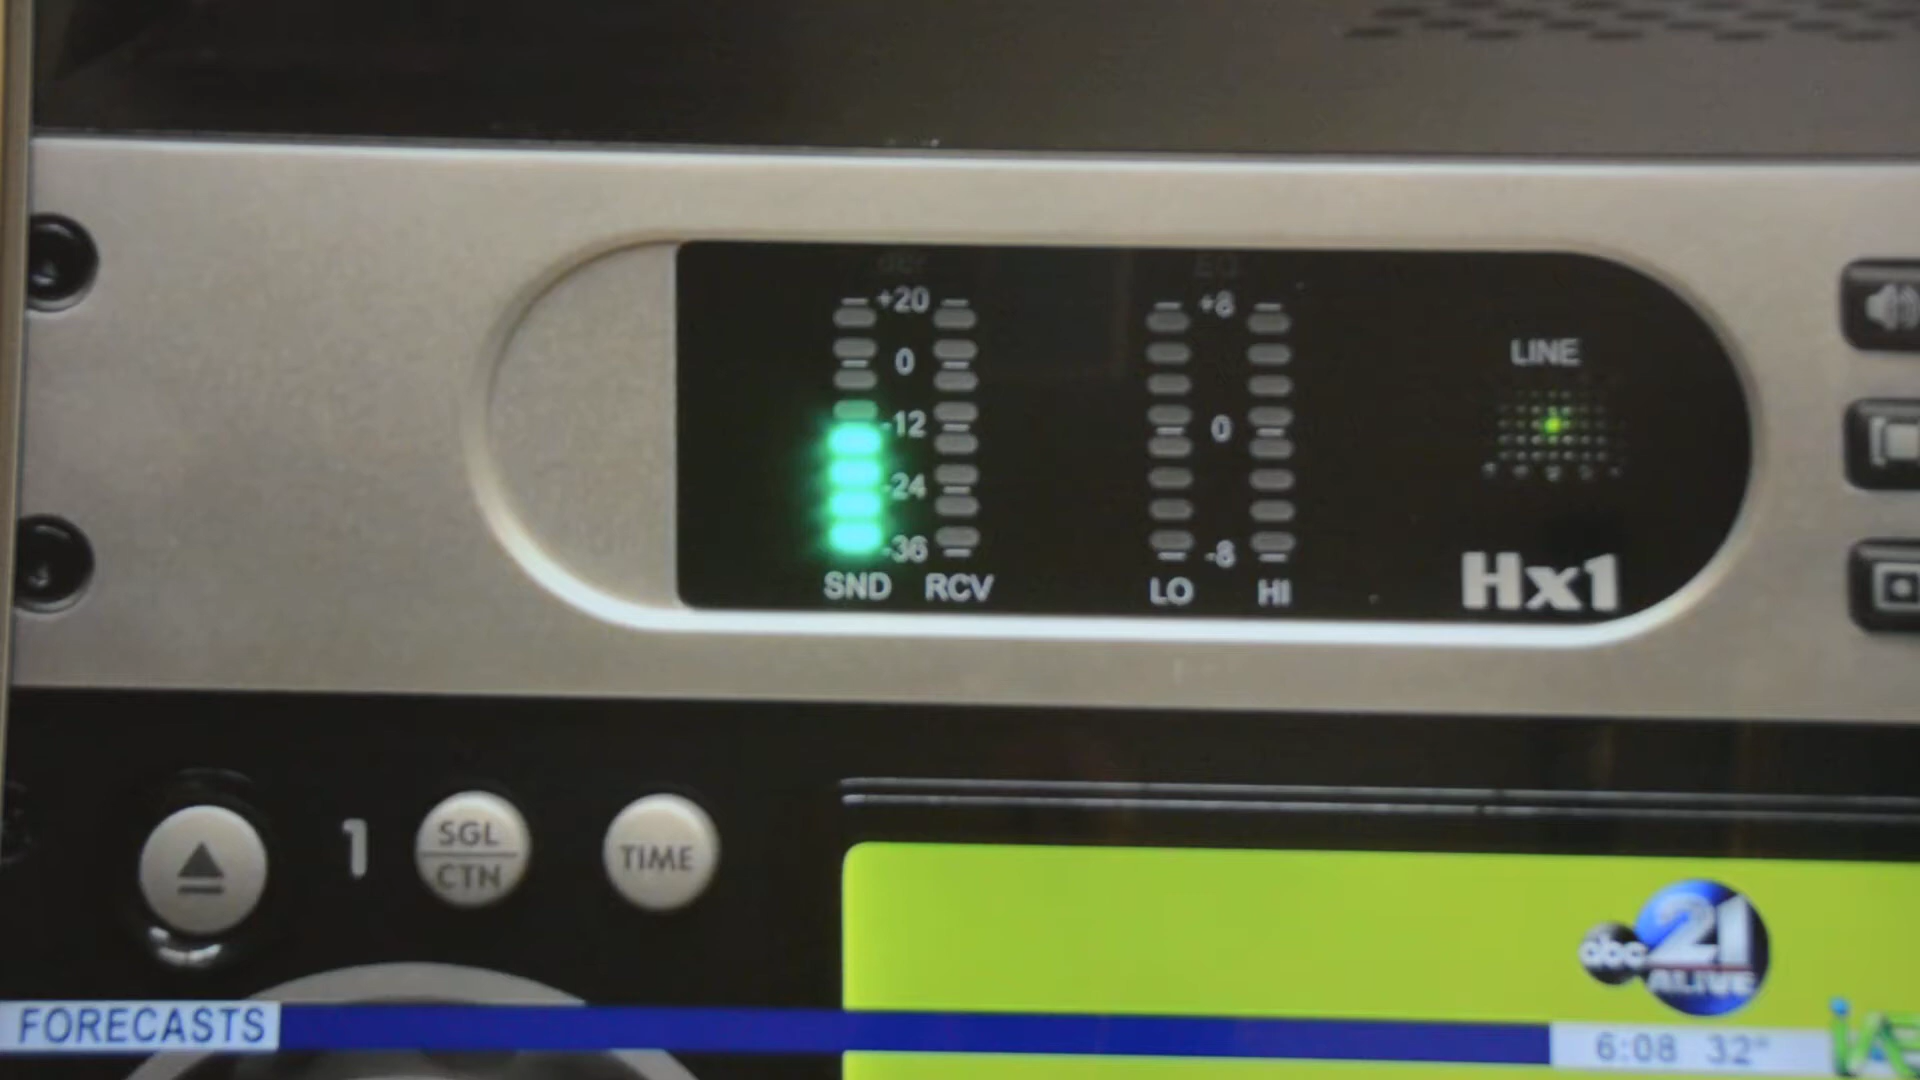 +20
0
-12
-24
-36
SND RCV
+8
0
-8
LO HI
LINE
Hx1
1
SGL
CTN
TIME
abc 21
ALIVE
FORECASTS
6:08 32°